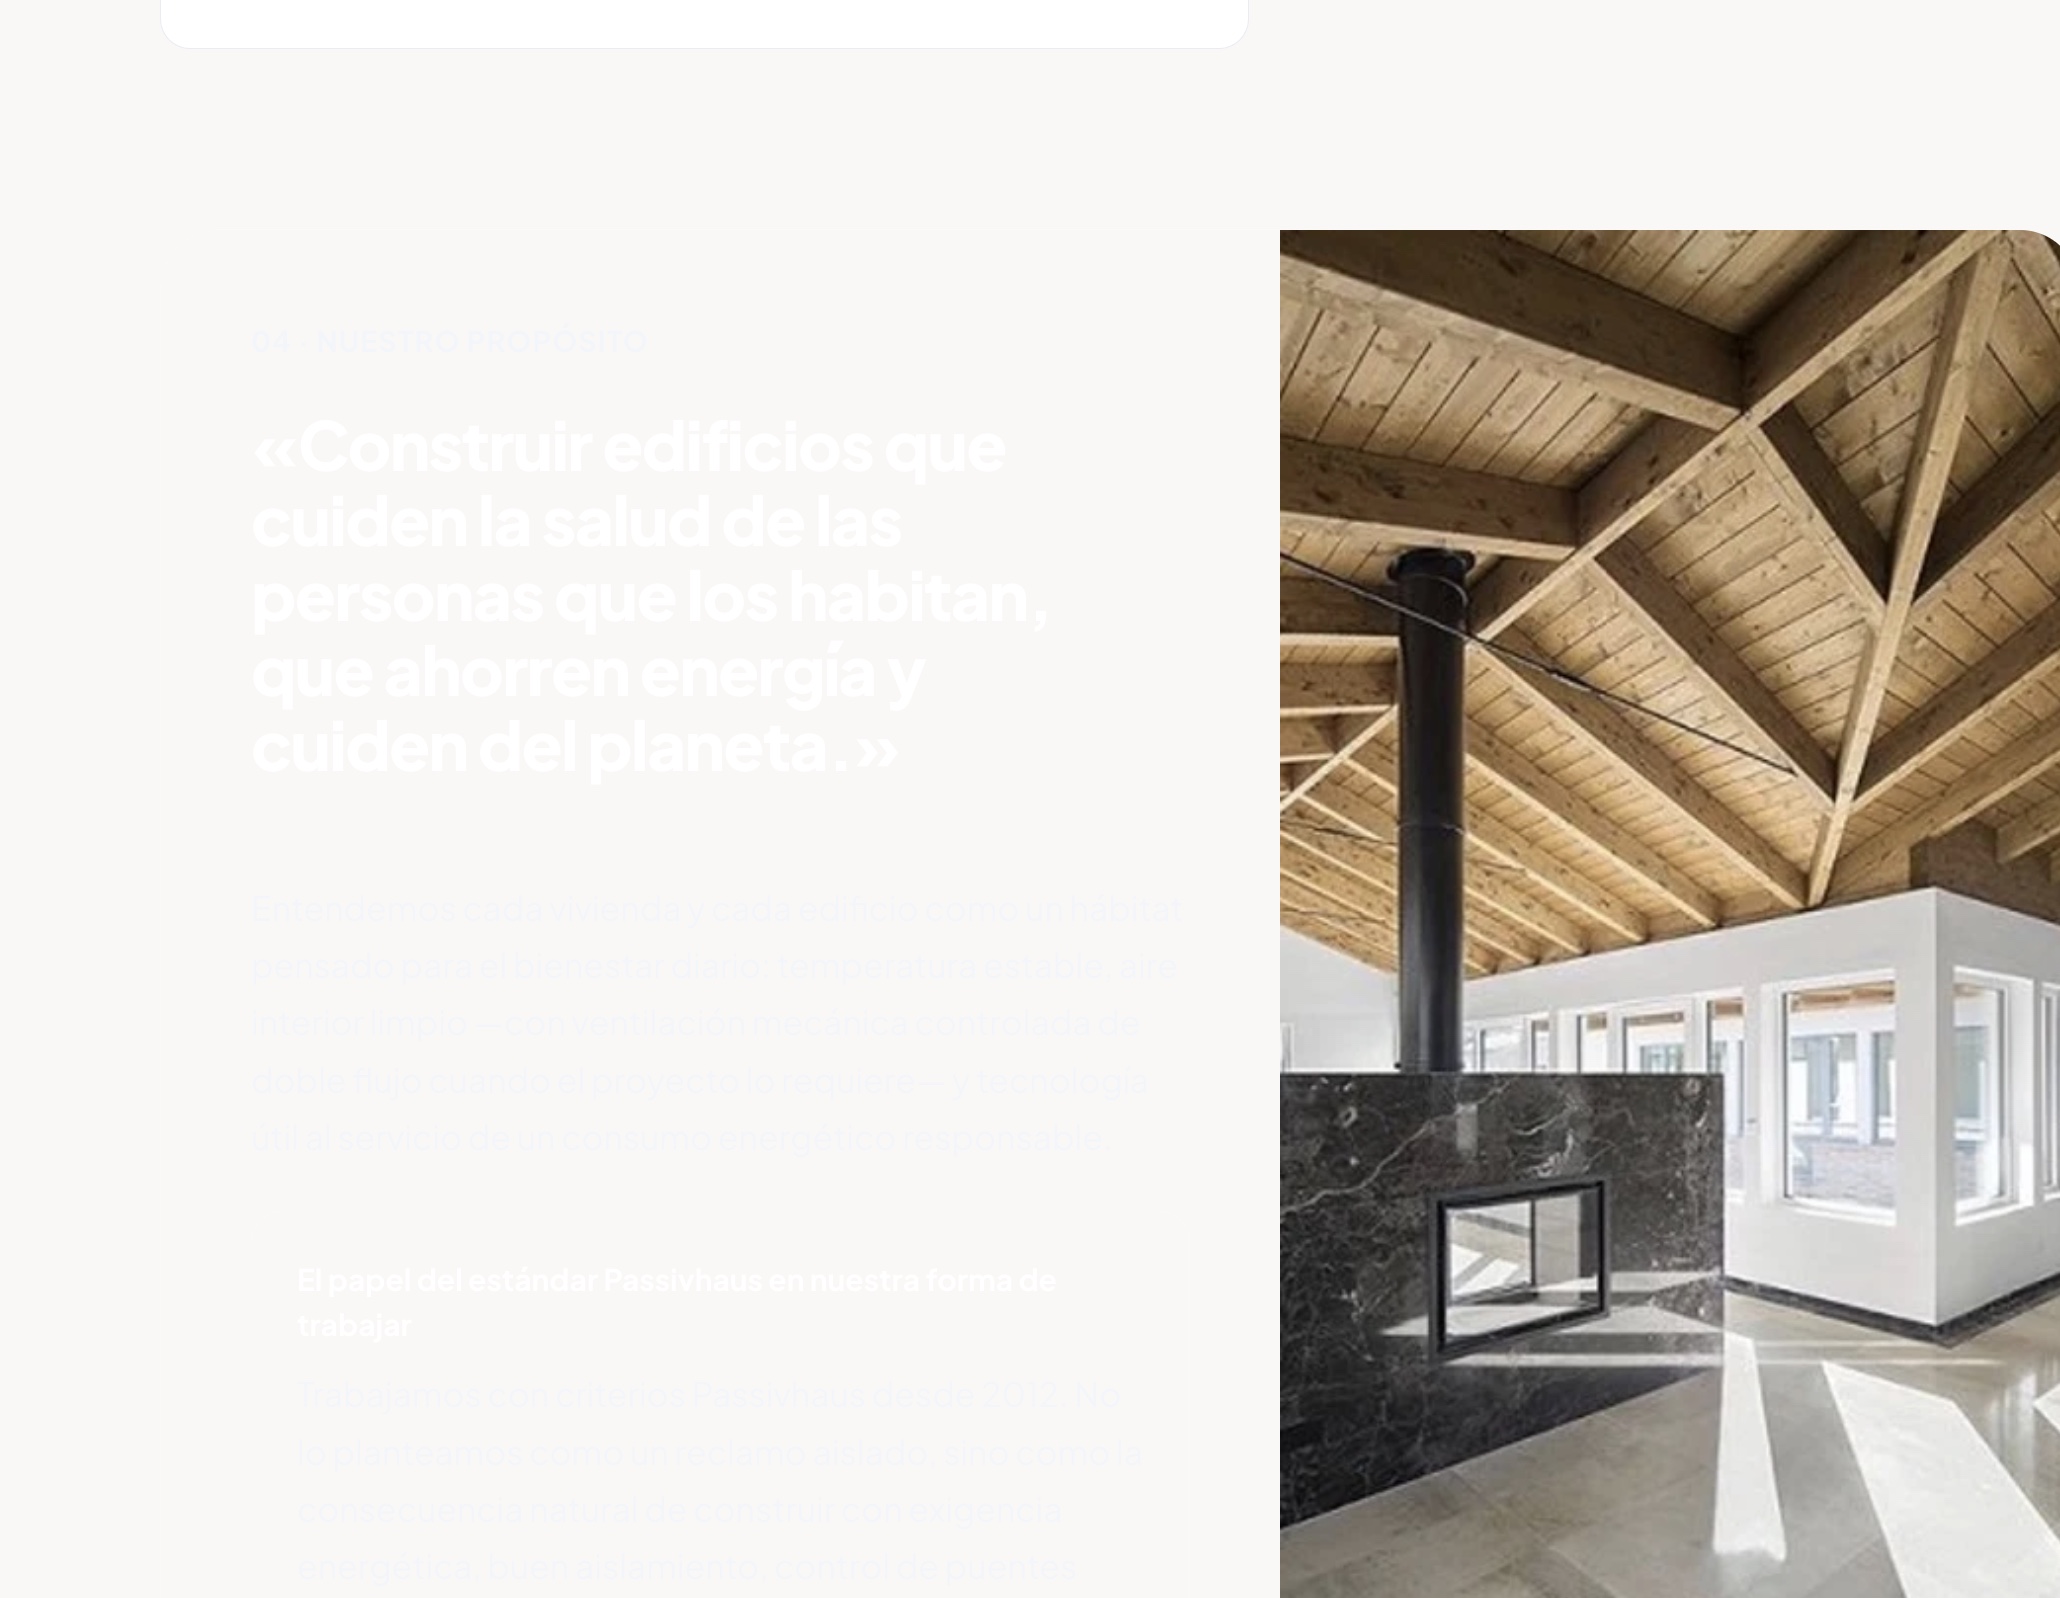 04 · NUESTRO PROPÓSITO
«Construir edificios que
cuiden la salud de las
personas que los habitan,
que ahorren energía y
cuiden del planeta.»
Entendemos cada vivienda y cada edificio como un hábitat
pensado para el bienestar diario: temperatura estable, aire
interior limpio —con ventilación mecánica controlada de
doble flujo cuando el proyecto lo requiere— y tecnología
útil al servicio de un consumo energético responsable.
El papel del estándar Passivhaus en nuestra forma de
trabajar
Trabajamos con criterios Passivhaus desde 2012. No
lo planteamos como un reclamo aislado, sino como la
consecuencia natural de construir con exigencia
energética, buen aislamiento, control de puentes